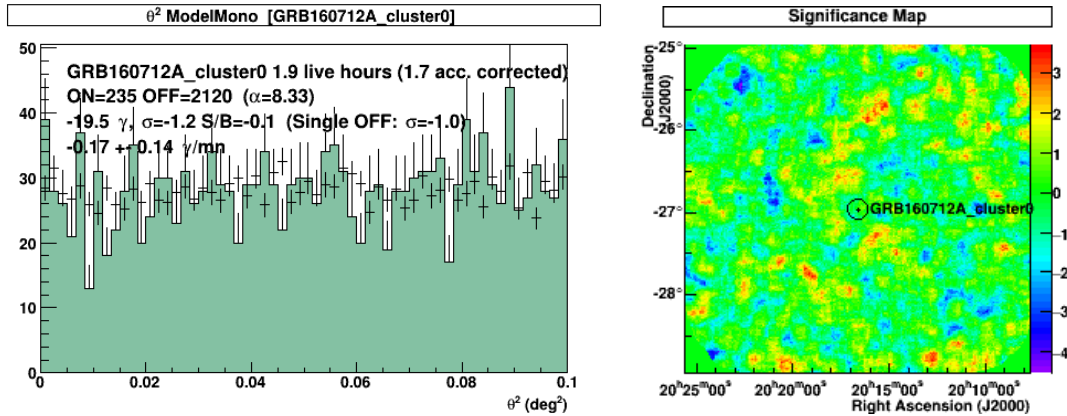 θ² ModelMono [GRB160712A_cluster0]
50
40
30
20
10
0
GRB160712A_cluster0 1.9 live hours (1.7 acc. corrected)
ON=235 OFF=2120 (α=8.33)
-19.5 γ, σ=-1.2 S/B=-0.1 (Single OFF: σ=-1.0)
-0.17 +- 0.14 γ/mn
0 0.02 0.04 0.06 0.08 0.1
θ² (deg²)
Significance Map
Declination (J2000)
-25°
-26°
-27°
-28°
GRB160712A_cluster0
3
2
1
0
-1
-2
-3
-4
20ʰ25ᵐ00ˢ 20ʰ20ᵐ00ˢ 20ʰ15ᵐ00ˢ 20ʰ10ᵐ00ˢ
Right Ascension (J2000)